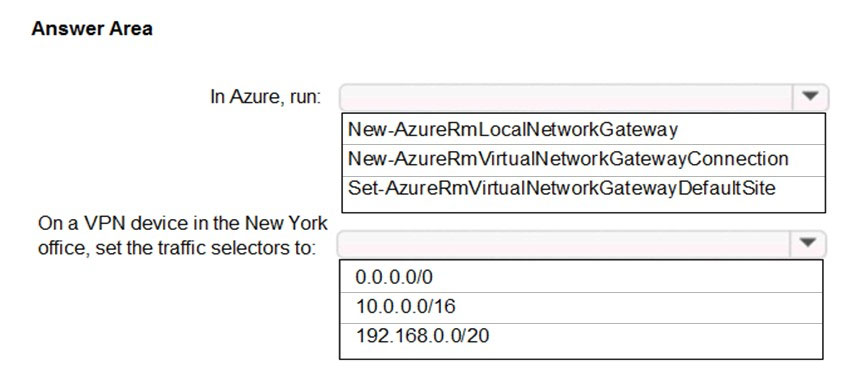 Answer Area
In Azure, run:
New-AzureRmLocalNetworkGateway
New-AzureRmVirtualNetworkGatewayConnection
Set-AzureRmVirtualNetworkGatewayDefaultSite
On a VPN device in the New York
office, set the traffic selectors to:
0.0.0.0/0
10.0.0.0/16
192.168.0.0/20